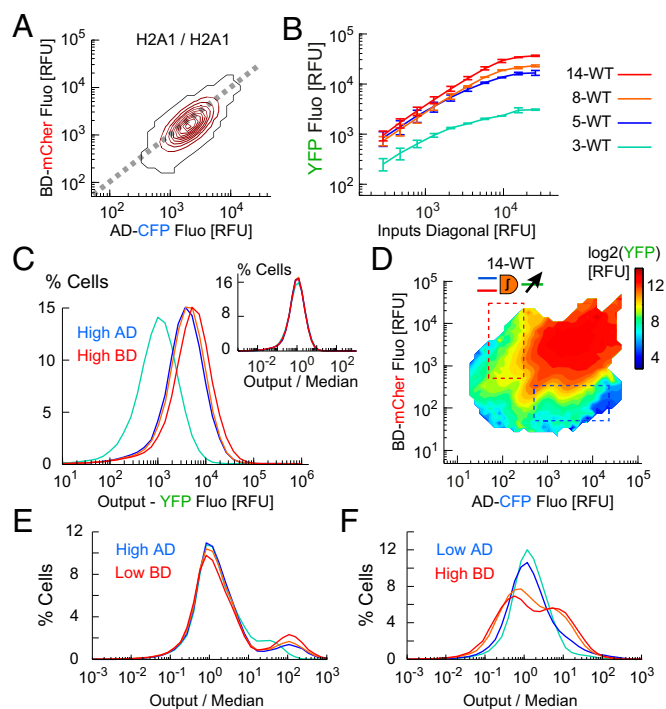 A
H2A1 / H2A1
BD-mCher Fluo [RFU]
10^5
10^4
10^3
10^2
10^2
10^3
10^4
AD-CFP Fluo [RFU]
B
YFP Fluo [RFU]
10^5
10^4
10^3
10^2
10^3
10^4
Inputs Diagonal [RFU]
14-WT
8-WT
5-WT
3-WT
C
% Cells
15
10
5
0
High AD
High BD
10^1
10^2
10^3
10^4
10^5
10^6
Output - YFP Fluo [RFU]
% Cells
16
8
0
10^-2
10^0
10^2
Output / Median
D
14-WT
∫
log2(YFP)
[RFU]
12
10
8
6
4
BD-mCher Fluo [RFU]
10^5
10^4
10^3
10^2
10^1
10^1
10^2
10^3
10^4
10^5
AD-CFP Fluo [RFU]
E
% Cells
12
8
4
0
High AD
Low BD
10^-3
10^-2
10^-1
10^0
10^1
10^2
10^3
Output / Median
F
% Cells
16
12
8
4
0
Low AD
High BD
10^-3
10^-2
10^-1
10^0
10^1
10^2
10^3
Output / Median